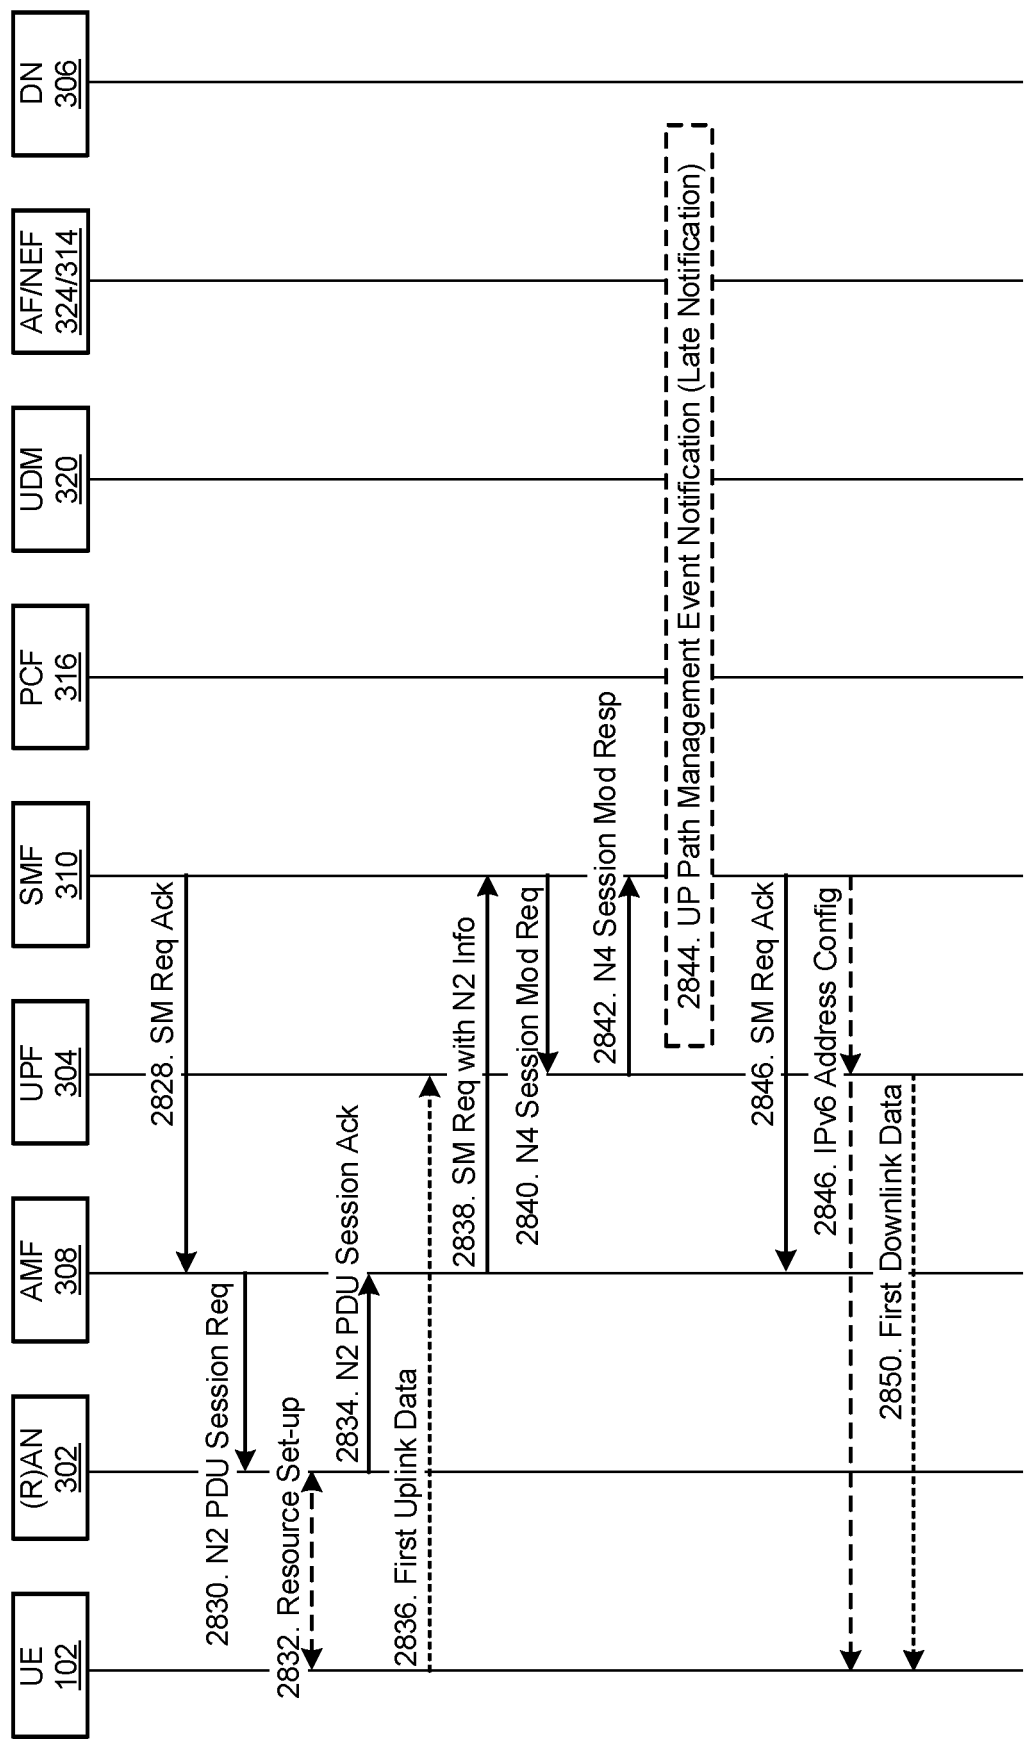 UE
102
(R)AN
302
AMF
308
UPF
304
SMF
310
PCF
316
UDM
320
AF/NEF
324/314
DN
306
2828. SM Req Ack
2830. N2 PDU Session Req
2832. Resource Set-up
2834. N2 PDU Session Ack
2836. First Uplink Data
2838. SM Req with N2 Info
2840. N4 Session Mod Req
2842. N4 Session Mod Resp
2844. UP Path Management Event Notification (Late Notification)
2846. SM Req Ack
2846. IPv6 Address Config
2850. First Downlink Data